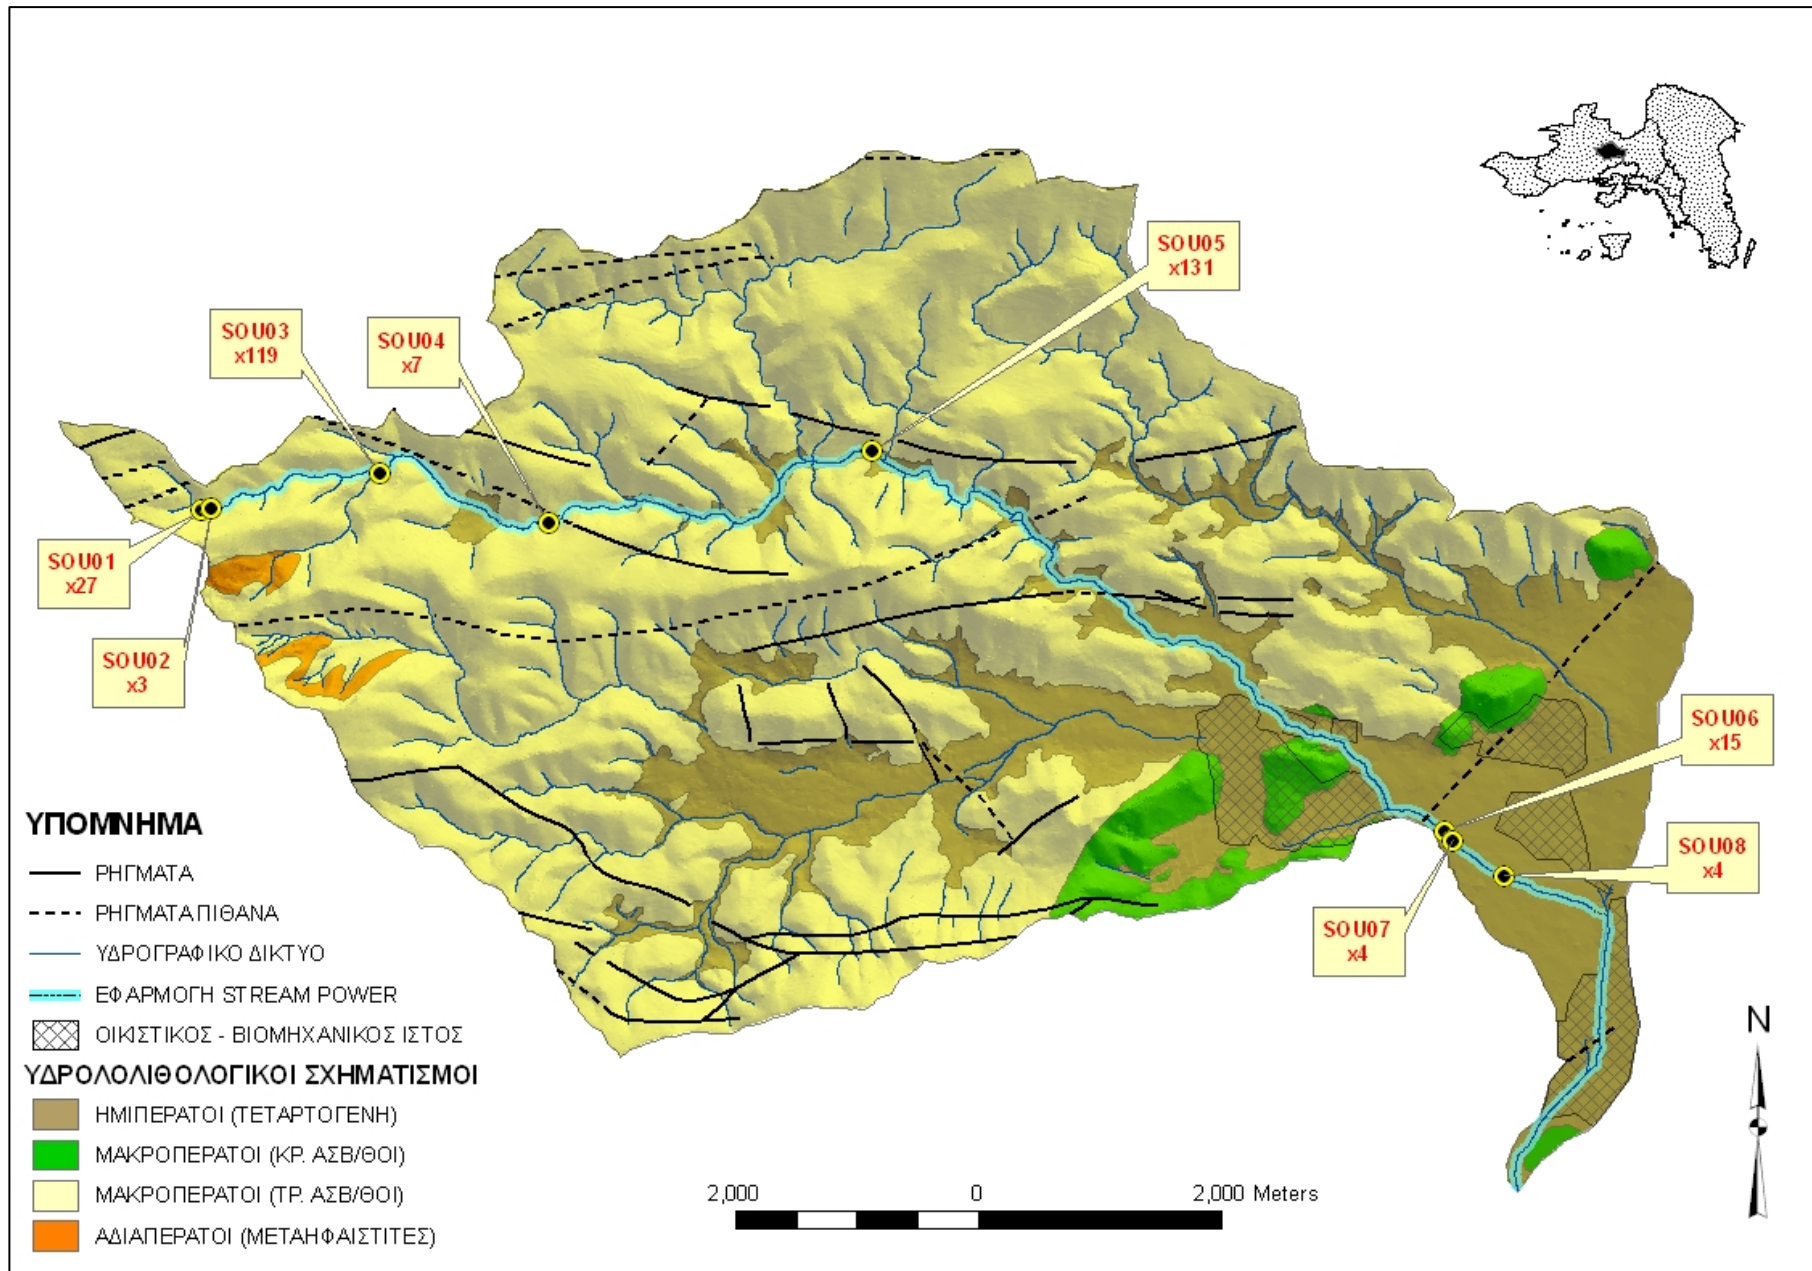 SOU05
x131
SOU03
x119
SOU04
x7
SOU01
x27
SOU02
x3
SOU06
x15
SOU08
x4
SOU07
x4
ΥΠΟΜΝΗΜΑ
ΡΗΓΜΑΤΑ
ΡΗΓΜΑΤΑ ΠΙΘΑΝΑ
ΥΔΡΟΓΡΑΦΙΚΟ ΔΙΚΤΥΟ
ΕΦΑΡΜΟΓΗ STREAM POWER
ΟΙΚΙΣΤΙΚΟΣ - ΒΙΟΜΗΧΑΝΙΚΟΣ ΙΣΤΟΣ
ΥΔΡΟΛΟΛΙΘΟΛΟΓΙΚΟΙ ΣΧΗΜΑΤΙΣΜΟΙ
ΗΜΙΠΕΡΑΤΟΙ (ΤΕΤΑΡΤΟΓΕΝΗ)
ΜΑΚΡΟΠΕΡΑΤΟΙ (ΚΡ. ΑΣΒ/ΘΟΙ)
ΜΑΚΡΟΠΕΡΑΤΟΙ (ΤΡ. ΑΣΒ/ΘΟΙ)
ΑΔΙΑΠΕΡΑΤΟΙ (ΜΕΤΑΗΦΑΙΣΤΙΤΕΣ)
2,000 0 2,000 Meters
N